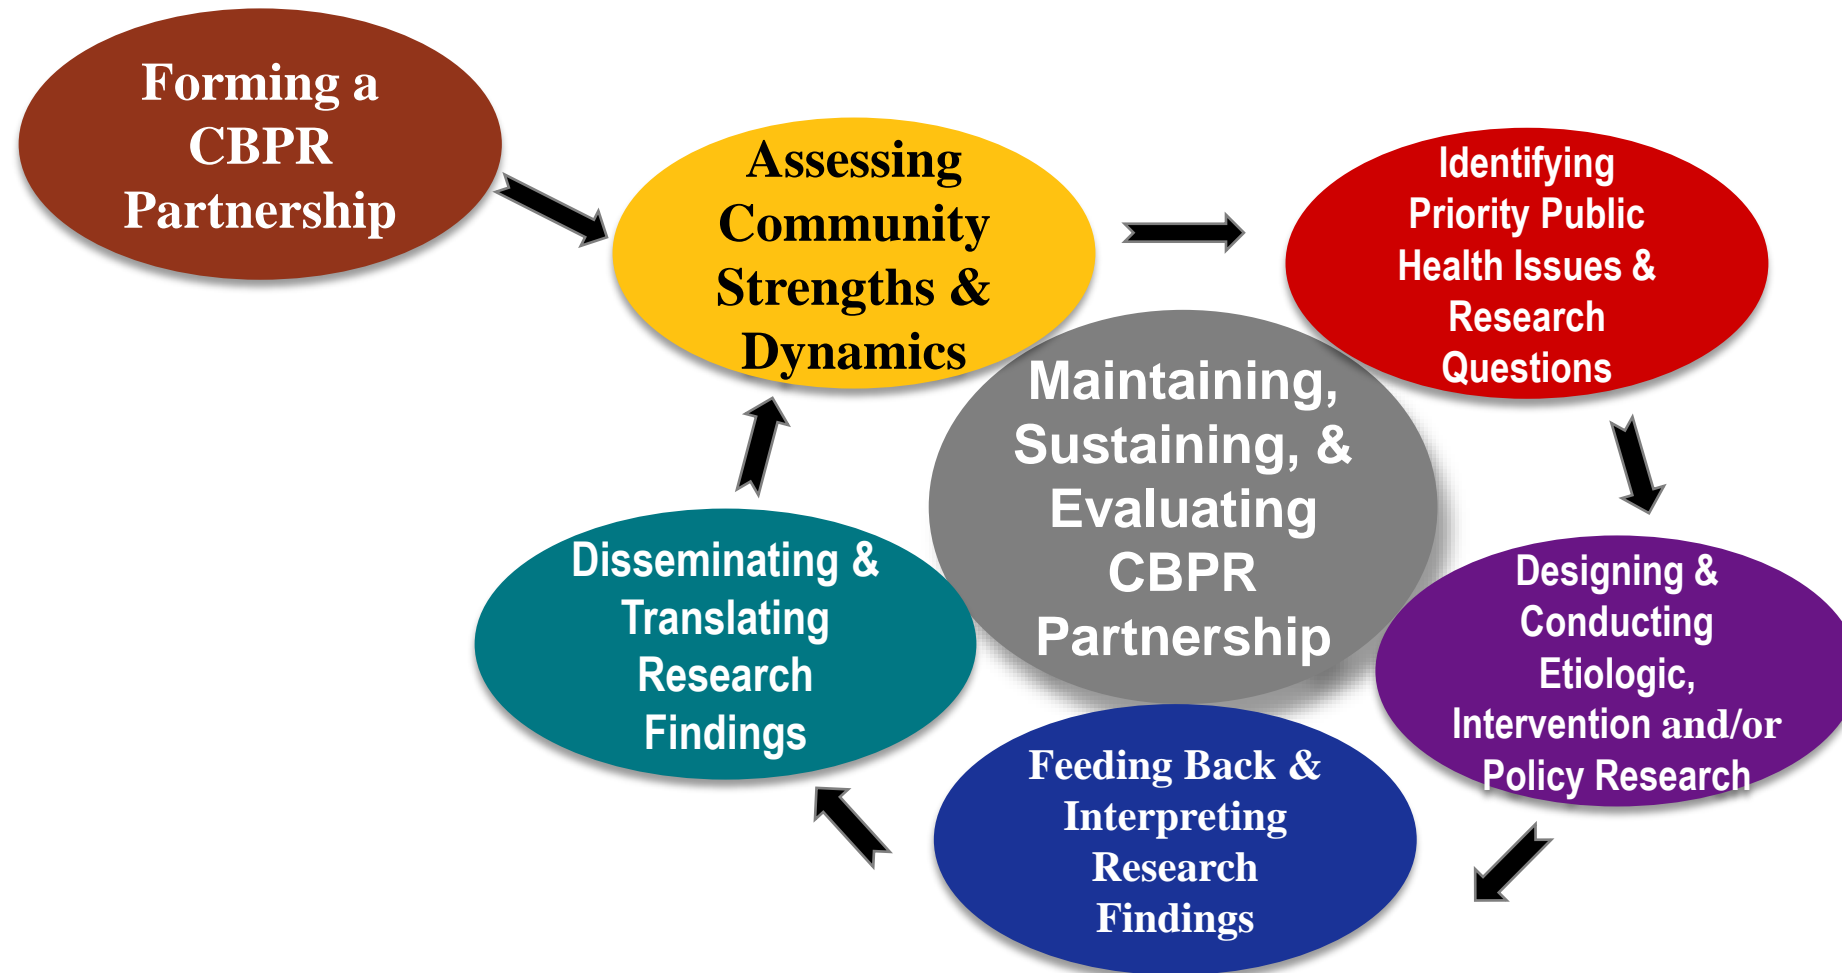 Forming a
CBPR
Partnership
Assessing
Community
Strengths &
Dynamics
Identifying
Priority Public
Health Issues &
Research
Questions
Maintaining,
Sustaining, &
Evaluating
CBPR
Partnership
Designing &
Conducting
Etiologic,
Intervention and/or
Policy Research
Feeding Back &
Interpreting
Research
Findings
Disseminating &
Translating
Research
Findings